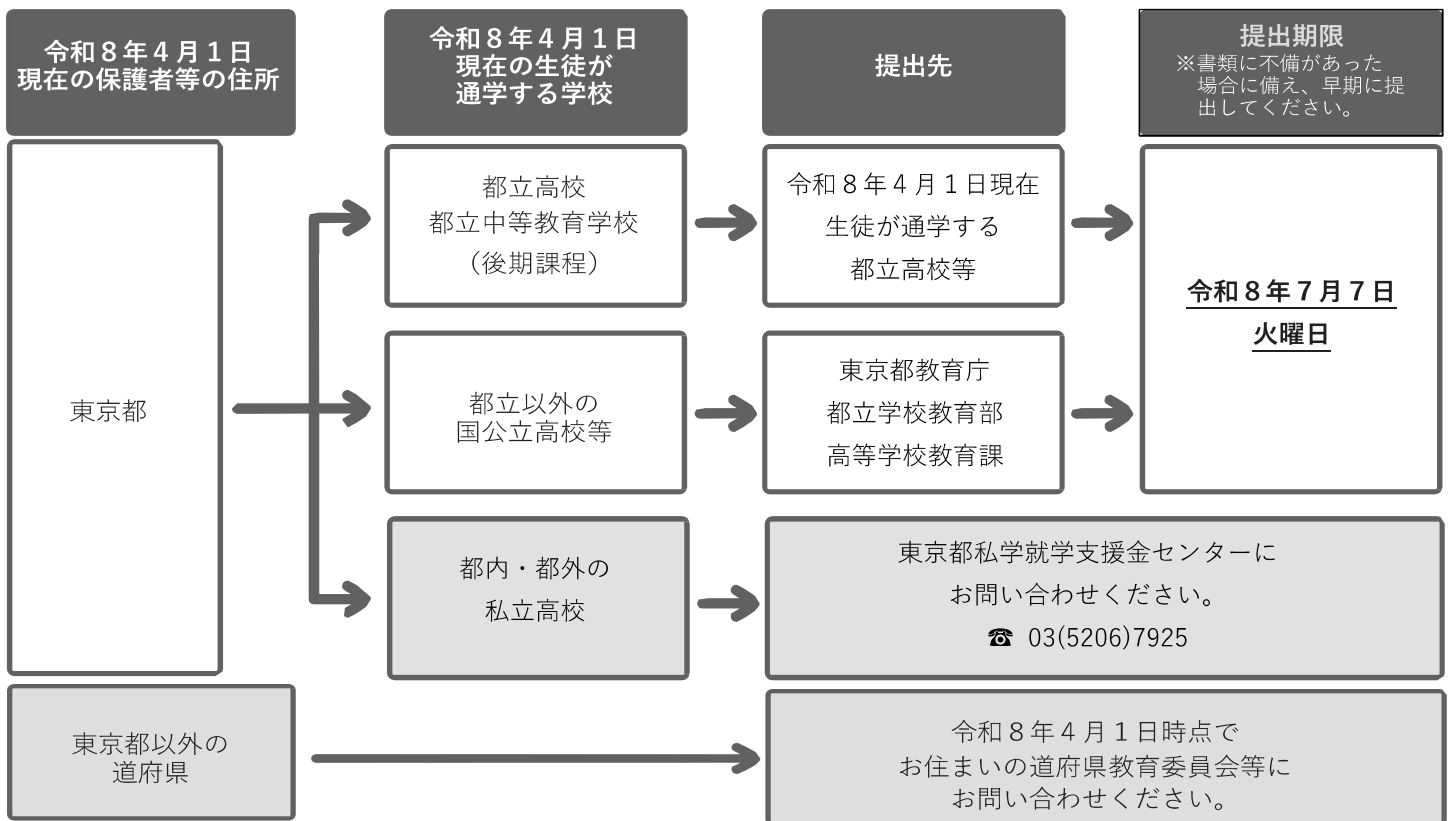 令和８年４月１日
現在の保護者等の住所
令和８年４月１日
現在の生徒が
通学する学校
提出先
提出期限
※書類に不備があった
場合に備え、早期に提
出してください。
東京都
都立高校
都立中等教育学校
（後期課程）
令和８年４月１日現在
生徒が通学する
都立高校等
令和８年７月７日
火曜日
都立以外の
国公立高校等
東京都教育庁
都立学校教育部
高等学校教育課
都内・都外の
私立高校
東京都私学就学支援金センターに
お問い合わせください。
☎ 03(5206)7925
東京都以外の
道府県
令和８年４月１日時点で
お住まいの道府県教育委員会等に
お問い合わせください。